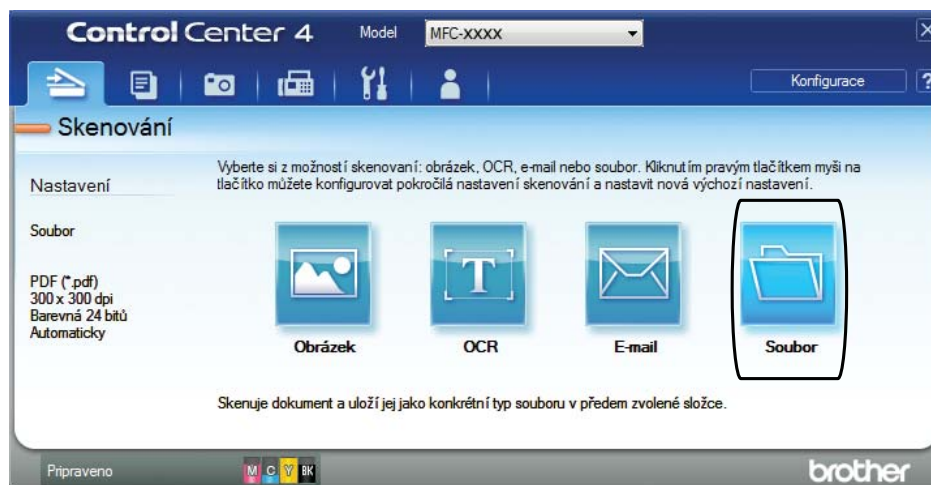 Control Center 4
Model
MFC-XXXX
X
Konfigurace
?
Skenování
Vyberte si z možností skenovaní: obrázek, OCR, e-mail nebo soubor. Kliknutím pravým tlačítkem myši na
tlačítko můžete konfigurovat pokročilá nastavení skenování a nastavit nová výchozí nastavení.
Nastavení
Soubor
PDF (*.pdf)
300 x 300 dpi
Barevná 24 bitů
Automaticky
T
Obrázek
OCR
E-mail
Soubor
Skenuje dokument a uloží jej jako konkrétní typ souboru v předem zvolené složce.
Pripraveno
M C Y BK
brother